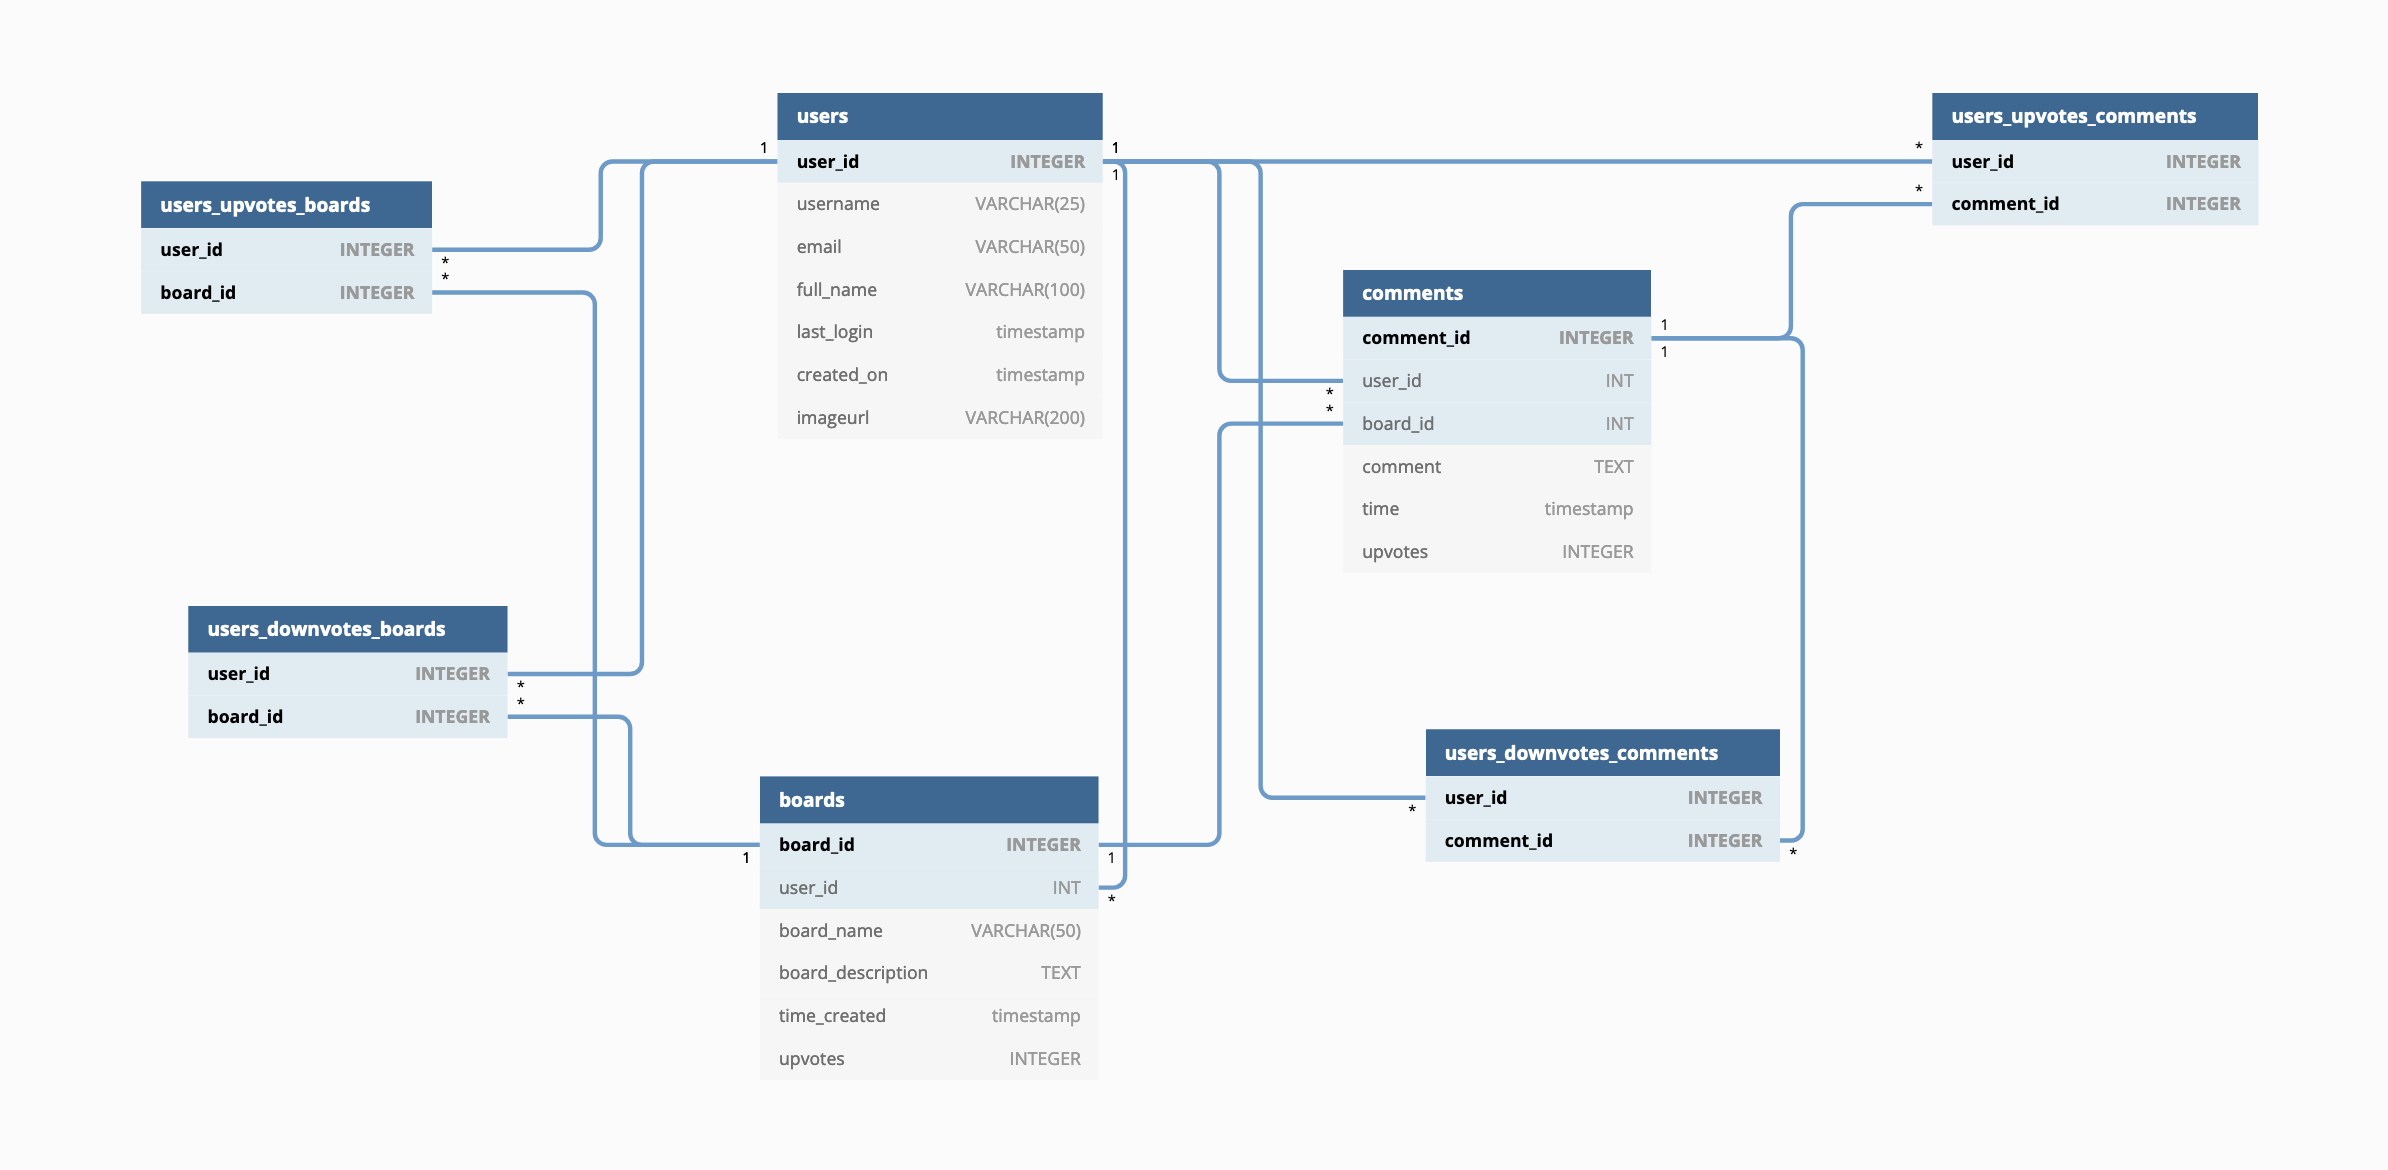 users
1
user_id INTEGER
1
1
username VARCHAR(25)
email VARCHAR(50)
full_name VARCHAR(100)
last_login timestamp
created_on timestamp
imageurl VARCHAR(200)
users_upvotes_comments
*
user_id INTEGER
*
comment_id INTEGER
users_upvotes_boards
user_id INTEGER
*
*
board_id INTEGER
comments
1
comment_id INTEGER
1
user_id INT
*
*
board_id INT
comment TEXT
time timestamp
upvotes INTEGER
users_downvotes_boards
user_id INTEGER
*
*
board_id INTEGER
users_downvotes_comments
user_id INTEGER
*
comment_id INTEGER
*
boards
board_id INTEGER
1
1
user_id INT
*
board_name VARCHAR(50)
board_description TEXT
time_created timestamp
upvotes INTEGER